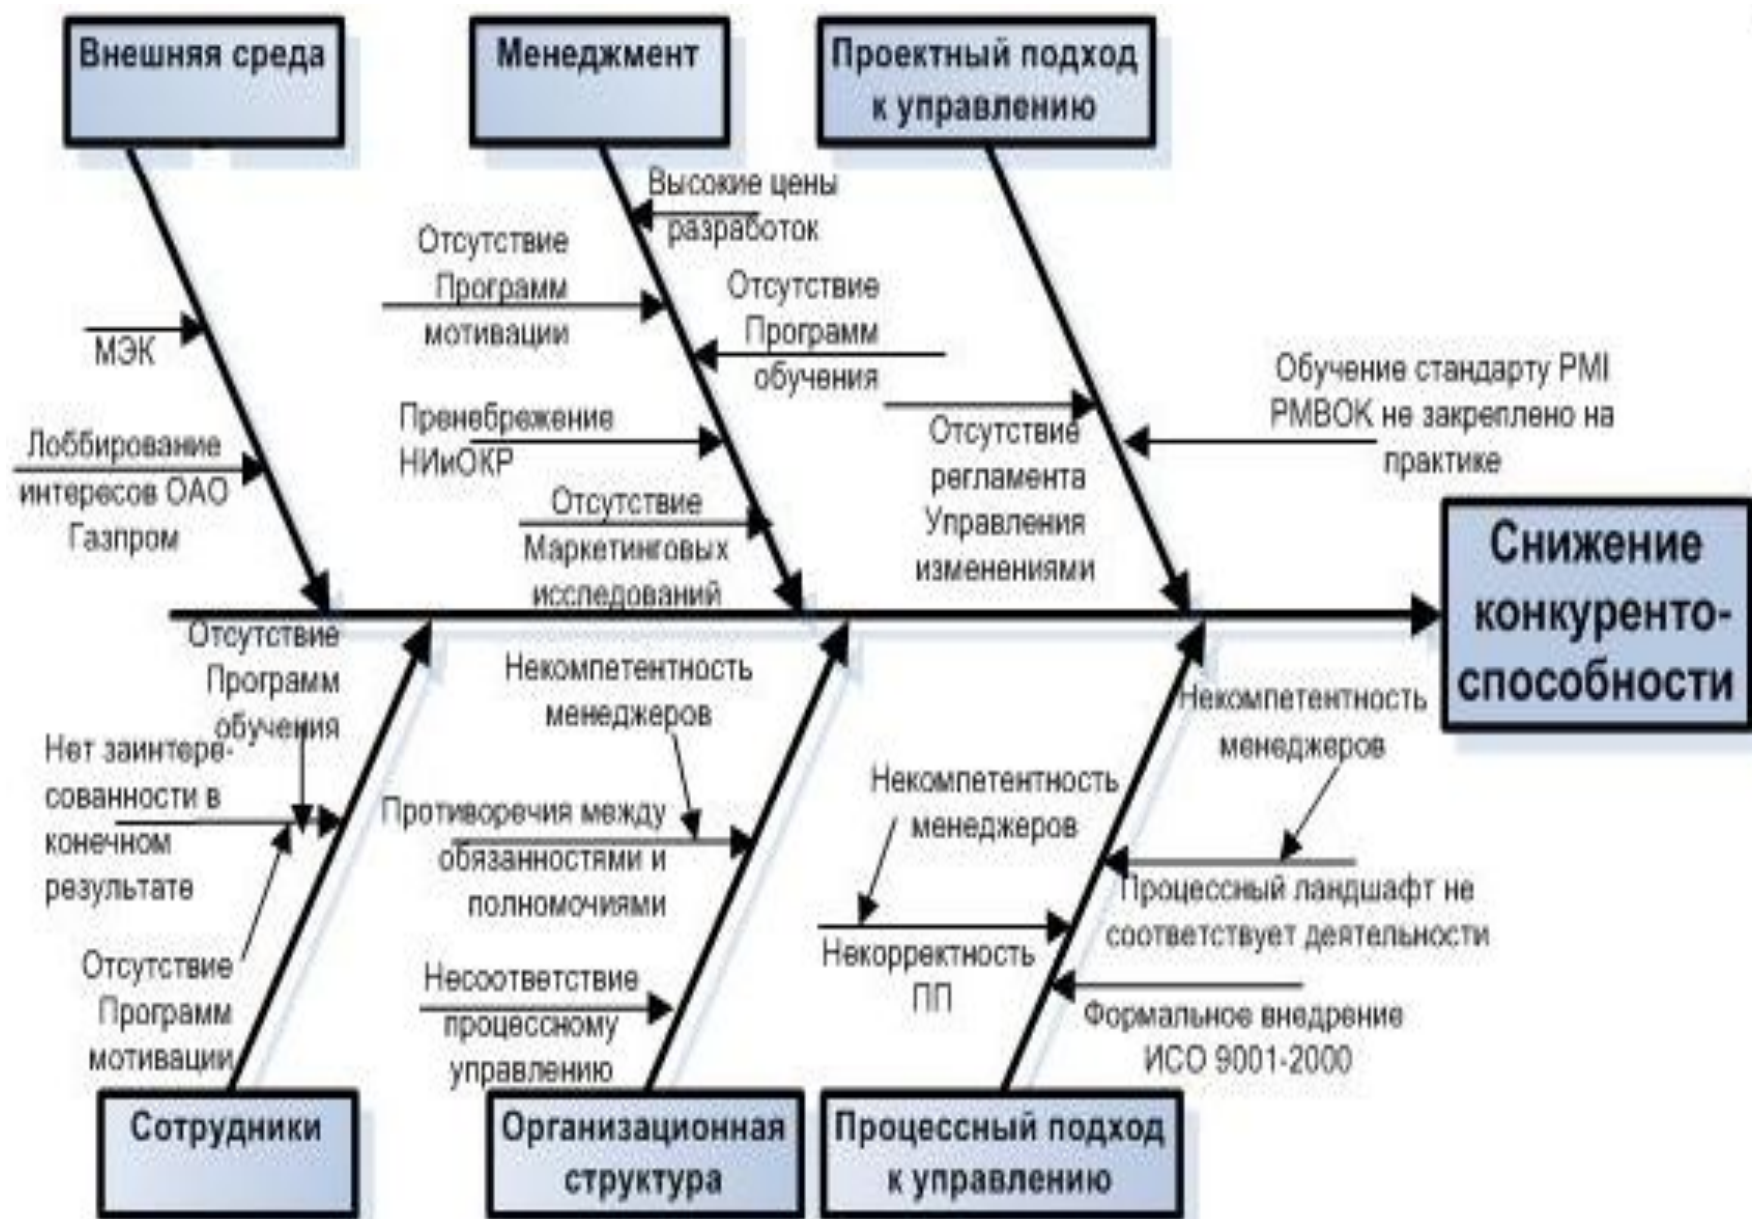 Внешняя среда
Менеджмент
Проектный подход
к управлению
Высокие цены
разработок
Отсутствие
Программ
мотивации
Отсутствие
Программ
обучения
МЭК
Лоббирование
интересов ОАО
Газпром
Пренебрежение
НИиОКР
Отсутствие
Маркетинговых
исследований
Отсутствие
регламента
Управления
изменениями
Обучение стандарту PMI
PMBOK не закреплено на
практике
Снижение
конкуренто-
способности
Отсутствие
Программ
обучения
Нет заинтере-
сованности в
конечном
результате
Отсутствие
Программ
мотивации
Некомпетентность
менеджеров
Противоречия между
обязанностями и
полномочиями
Несоответствие
процессному
управлению
Некомпетентность
менеджеров
Некорректность
ПП
Некомпетентность
менеджеров
Процессный ландшафт не
соответствует деятельности
Формальное внедрение
ИСО 9001-2000
Сотрудники
Организационная
структура
Процессный подход
к управлению